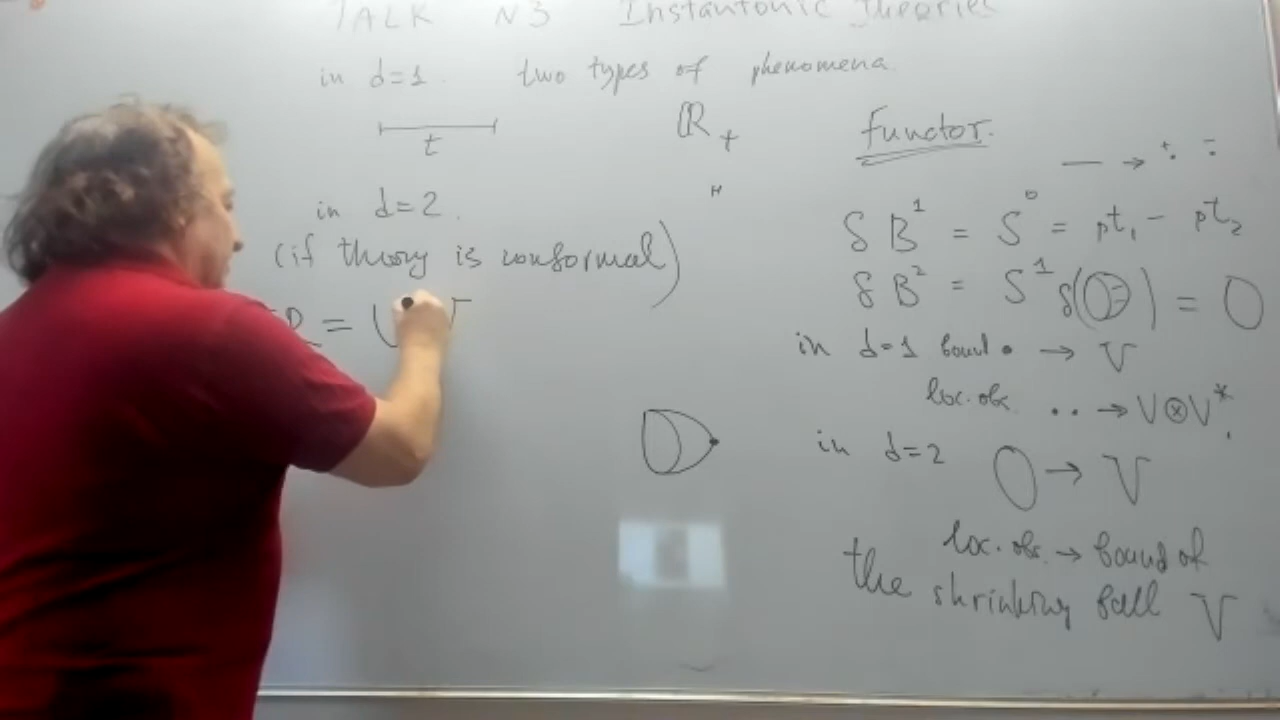 TALK N3 Instantonic Theories
in d=1. two types of phenomena.
t
ℝ₊
in d=2.
(if theory is conformal)
R =
Functor.
— → +. -.
δB¹ = S⁰ = pt₁ - pt₂
δB² = S¹ δ( ) = O
in d=1 bound • → V
loc. obs. • • → V⊗V*.
in d=2 O → V
loc. obs. → bound of
the shrinking ball V